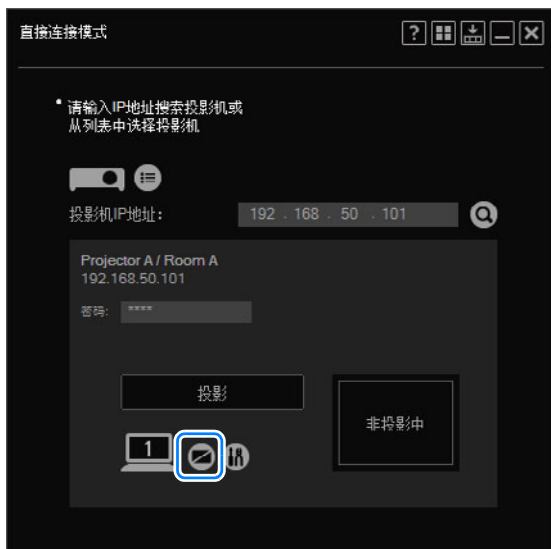 直接连接模式
?
* 请输入IP地址搜索投影机或
从列表中选择投影机
投影机IP地址： 192 . 168 . 50 . 101
Projector A / Room A
192.168.50.101
密码: ****
投影
非投影中
1